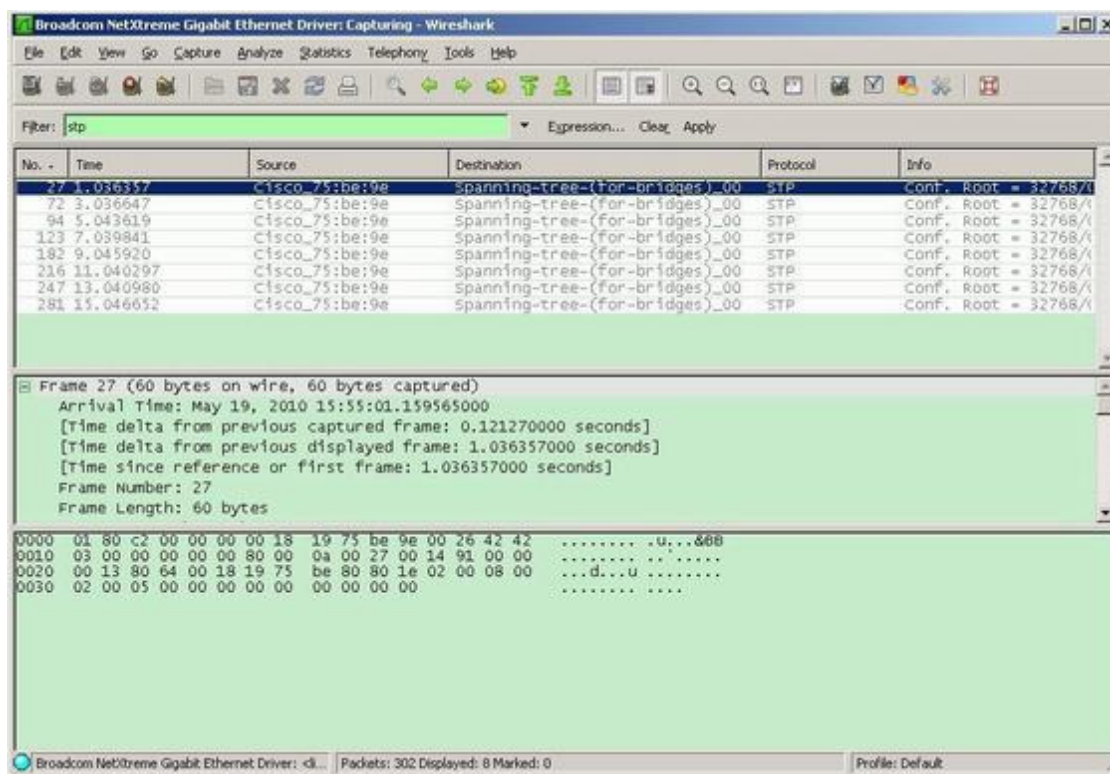 Broadcom NetXtreme Gigabit Ethernet Driver: Capturing - Wireshark
File Edit View Go Capture Analyze Statistics Telephony Tools Help
Filter: stp Expression... Clear Apply
No. - Time Source Destination Protocol Info
27 1.036357 Cisco_75:be:9e Spanning-tree-(for-bridges)_00 STP Conf. Root = 32768/
72 3.036647 Cisco_75:be:9e Spanning-tree-(for-bridges)_00 STP Conf. Root = 32768/
94 5.043619 Cisco_75:be:9e Spanning-tree-(for-bridges)_00 STP Conf. Root = 32768/
123 7.039841 Cisco_75:be:9e Spanning-tree-(for-bridges)_00 STP Conf. Root = 32768/
182 9.045920 Cisco_75:be:9e Spanning-tree-(for-bridges)_00 STP Conf. Root = 32768/
216 11.040297 Cisco_75:be:9e Spanning-tree-(for-bridges)_00 STP Conf. Root = 32768/
247 13.040980 Cisco_75:be:9e Spanning-tree-(for-bridges)_00 STP Conf. Root = 32768/
281 15.046652 Cisco_75:be:9e Spanning-tree-(for-bridges)_00 STP Conf. Root = 32768/
Frame 27 (60 bytes on wire, 60 bytes captured)
Arrival Time: May 19, 2010 15:55:01.159565000
[Time delta from previous captured frame: 0.121270000 seconds]
[Time delta from previous displayed frame: 1.036357000 seconds]
[Time since reference or first frame: 1.036357000 seconds]
Frame Number: 27
Frame Length: 60 bytes
0000 01 80 c2 00 00 00 00 18 19 75 be 9e 00 26 42 42 ........ .u...&BB
0010 03 00 00 00 00 00 80 00 0a 00 27 00 14 91 00 00 ........ ..'.....
0020 00 13 80 64 00 18 19 75 be 80 80 1e 02 00 08 00 ...d...u ........
0030 02 00 05 00 00 00 00 00 00 00 00 00 ........ ....
Broadcom NetXtreme Gigabit Ethernet Driver: Packets: 302 Displayed: 8 Marked: 0 Profile: Default